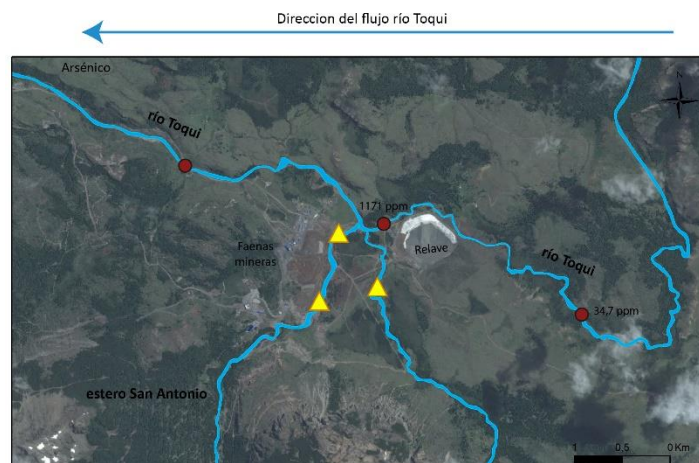 Direccion del flujo río Toqui
Arsénico
N
río Toqui
1171 ppm
Faenas
mineras
Relave
río Toqui
34,7 ppm
estero San Antonio
1 0,5 0 Km